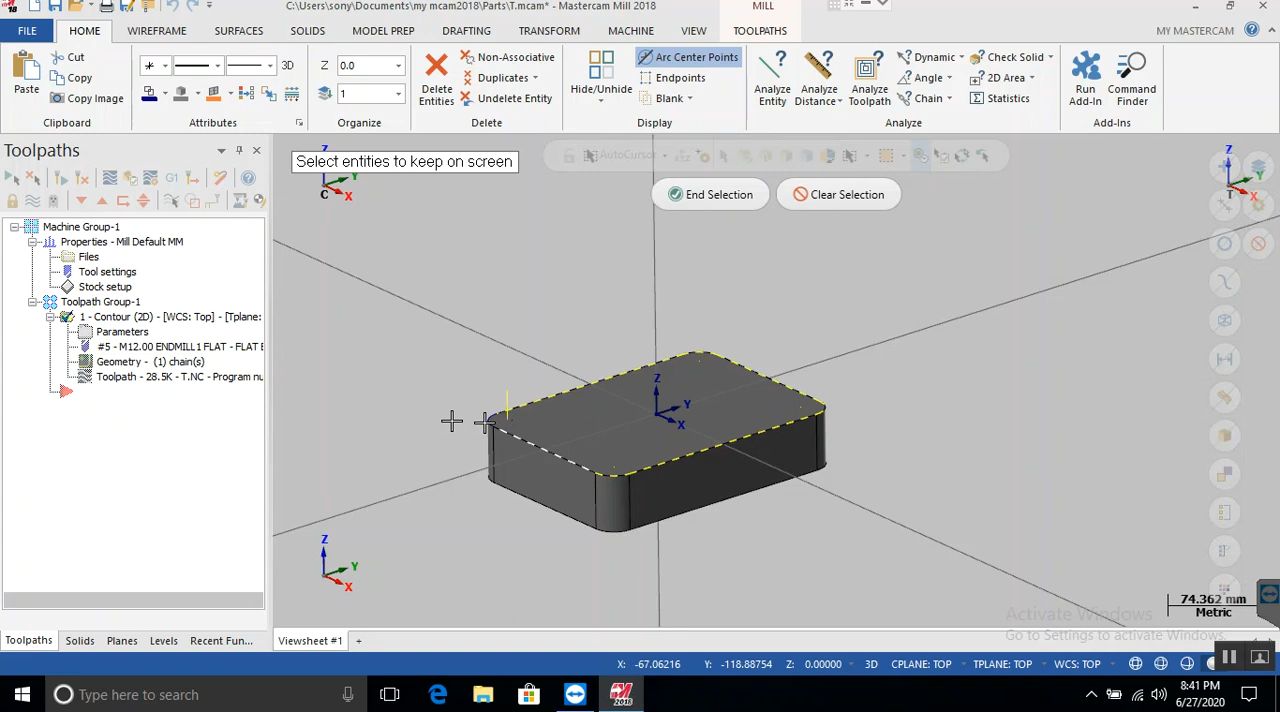 C:\Users\sony\Documents\my mcam2018\Parts\T.mcam* - Mastercam Mill 2018
MILL
FILE HOME WIREFRAME SURFACES SOLIDS MODEL PREP DRAFTING TRANSFORM MACHINE VIEW TOOLPATHS MY MASTERCAM
Paste
Cut
Copy
Copy Image
Clipboard
3D
Attributes
Z 0.0
1
Organize
Delete Entities
Non-Associative
Duplicates
Undelete Entity
Delete
Hide/Unhide
Arc Center Points
Endpoints
Blank
Display
Analyze Entity
Analyze Distance
Analyze Toolpath
Dynamic
Angle
Chain
Check Solid
2D Area
Statistics
Analyze
Run Add-In
Command Finder
Add-Ins
Toolpaths
G1
Machine Group-1
Properties - Mill Default MM
Files
Tool settings
Stock setup
Toolpath Group-1
1 - Contour (2D) - [WCS: Top] - [Tplane:
Parameters
#5 - M12.00 ENDMILL1 FLAT - FLAT E
Geometry - (1) chain(s)
Toolpath - 28.5K - T.NC - Program nu
Select entities to keep on screen
AutoCursor
End Selection
Clear Selection
Z
Y
X
C
Z
Y
X
T
Z
Y
X
Z
Y
X
74.362 mm
Metric
Activate Windows
Go to Settings to activate Windows.
Toolpaths Solids Planes Levels Recent Fun...
Viewsheet #1 +
X: -67.06216 Y: -118.88754 Z: 0.00000 3D CPLANE: TOP TPLANE: TOP WCS: TOP
Type here to search
8:41 PM
6/27/2020
2018